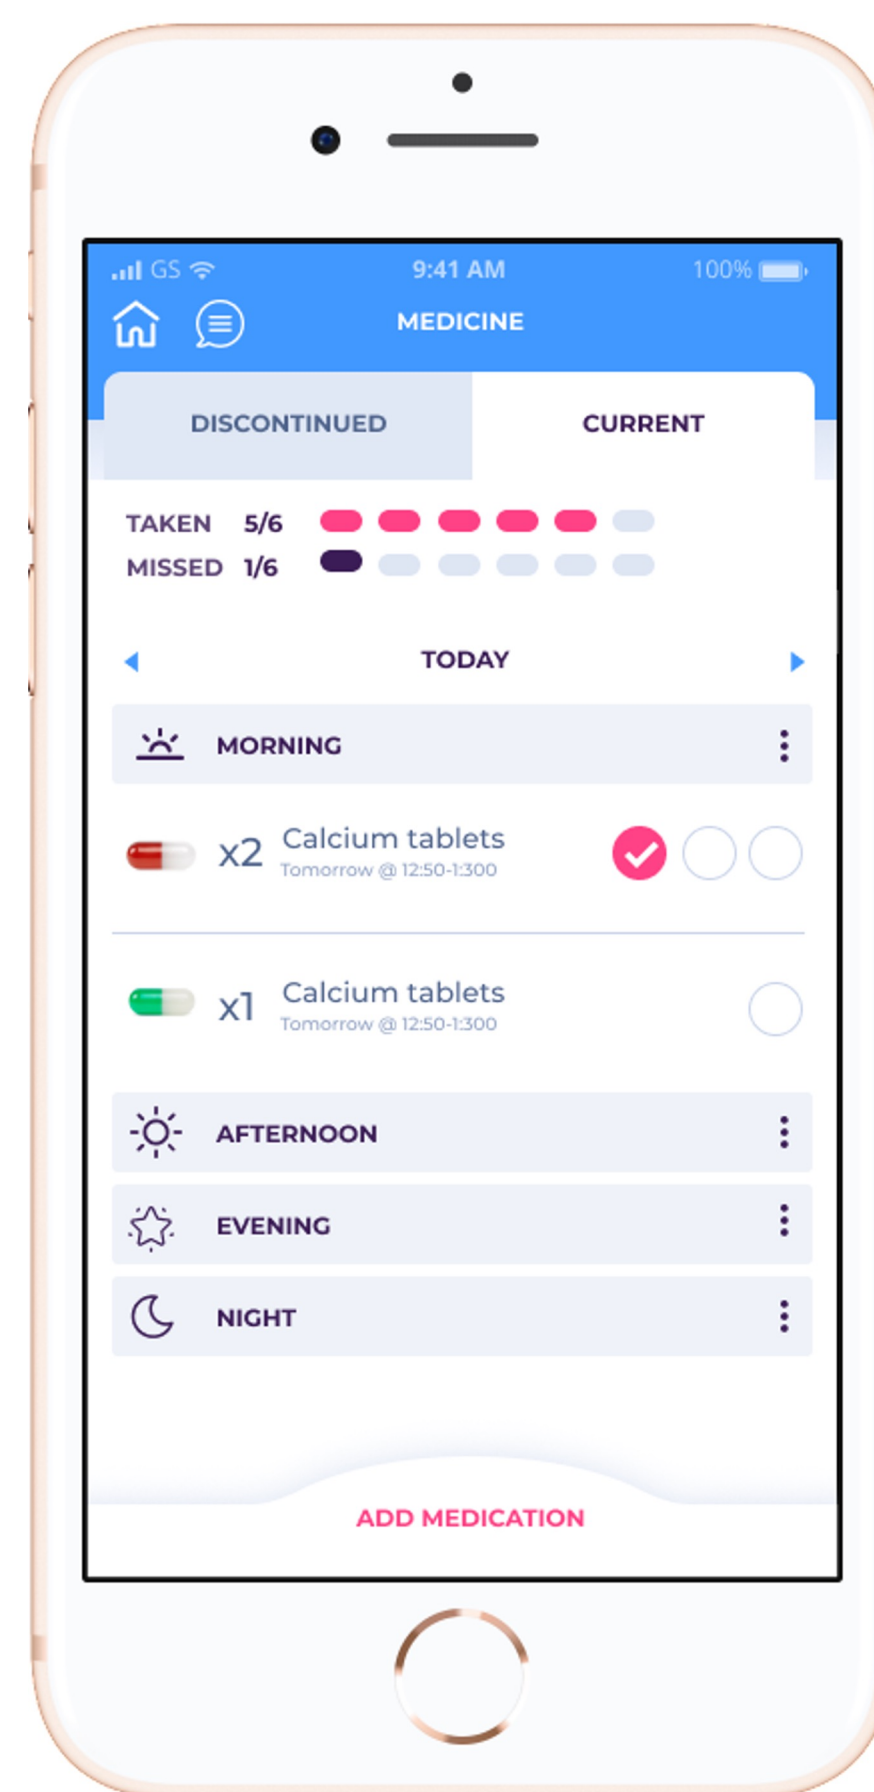 GS 9:41 AM 100%
MEDICINE
DISCONTINUED CURRENT
TAKEN 5/6
MISSED 1/6
TODAY
MORNING
x2 Calcium tablets
Tomorrow @ 12:50-1:300
x1 Calcium tablets
Tomorrow @ 12:50-1:300
AFTERNOON
EVENING
NIGHT
ADD MEDICATION